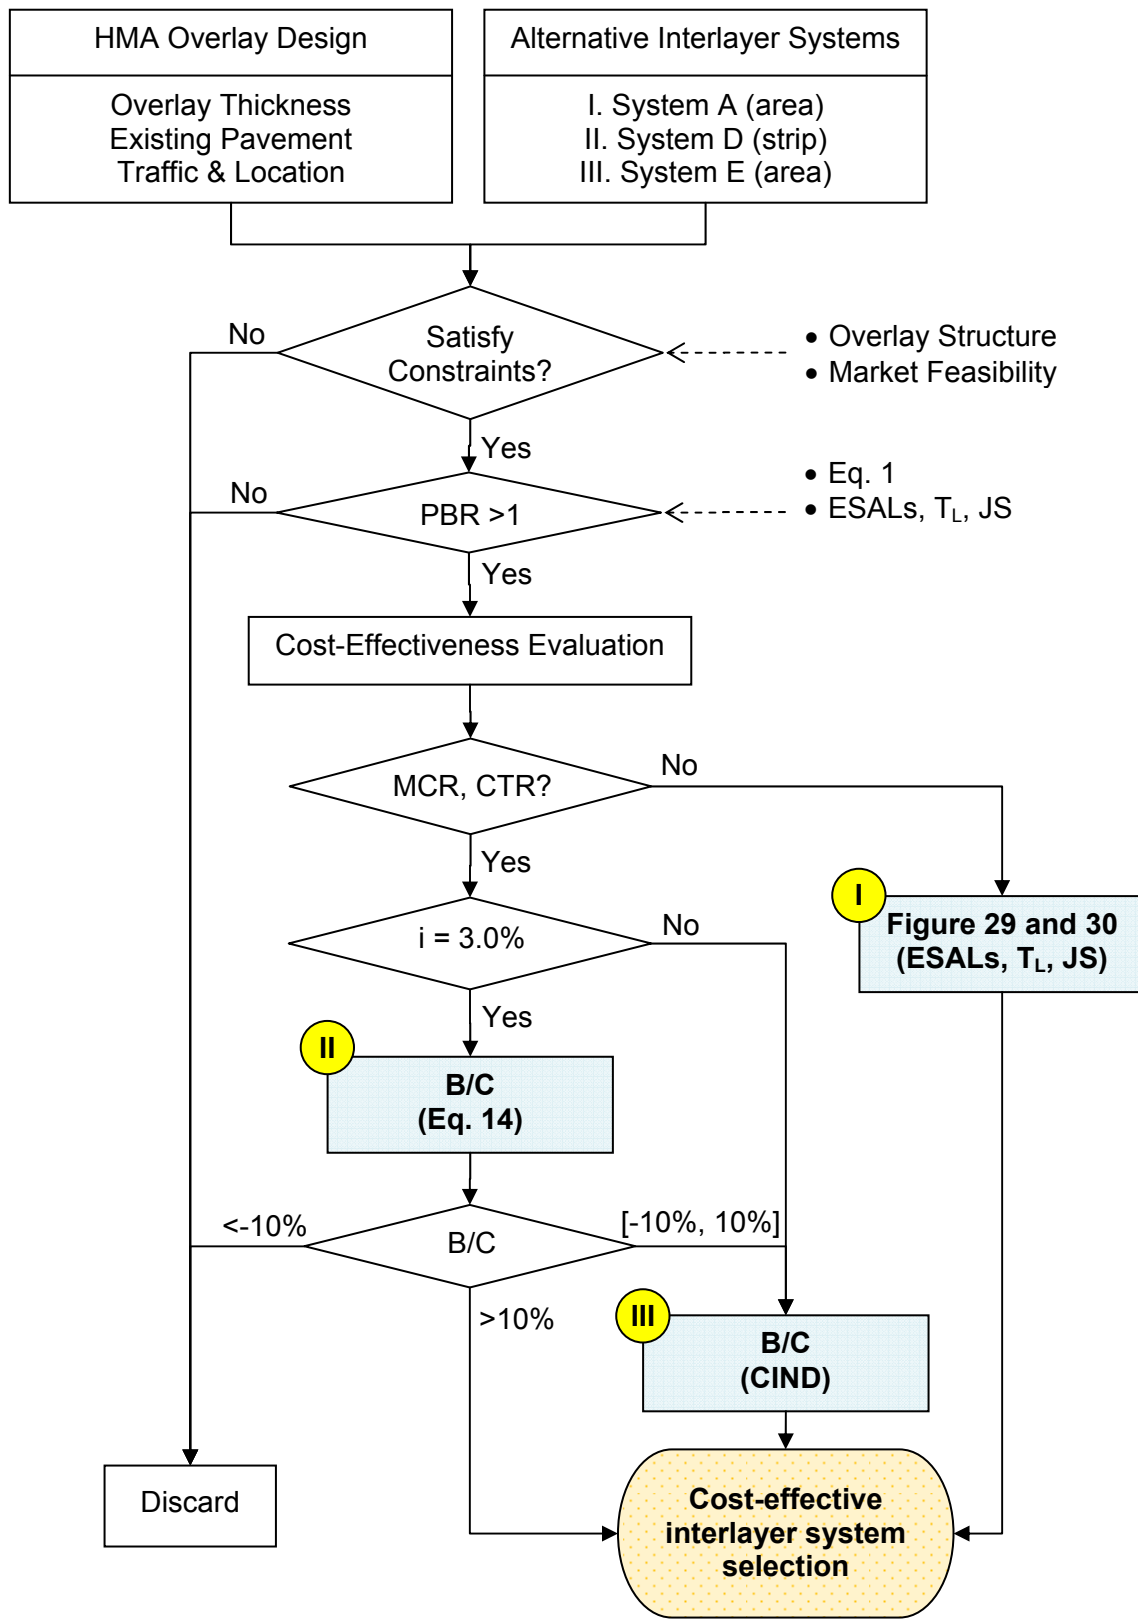 HMA Overlay Design
Overlay Thickness
Existing Pavement
Traffic & Location
Alternative Interlayer Systems
I. System A (area)
II. System D (strip)
III. System E (area)
No
Satisfy
Constraints?
• Overlay Structure
• Market Feasibility
Yes
No
PBR >1
• Eq. 1
• ESALs, TL, JS
Yes
Cost-Effectiveness Evaluation
MCR, CTR?
No
Yes
I
Figure 29 and 30
(ESALs, TL, JS)
i = 3.0%
No
Yes
II
B/C
(Eq. 14)
<-10%
B/C
[-10%, 10%]
>10%
III
B/C
(CIND)
Discard
Cost-effective
interlayer system
selection